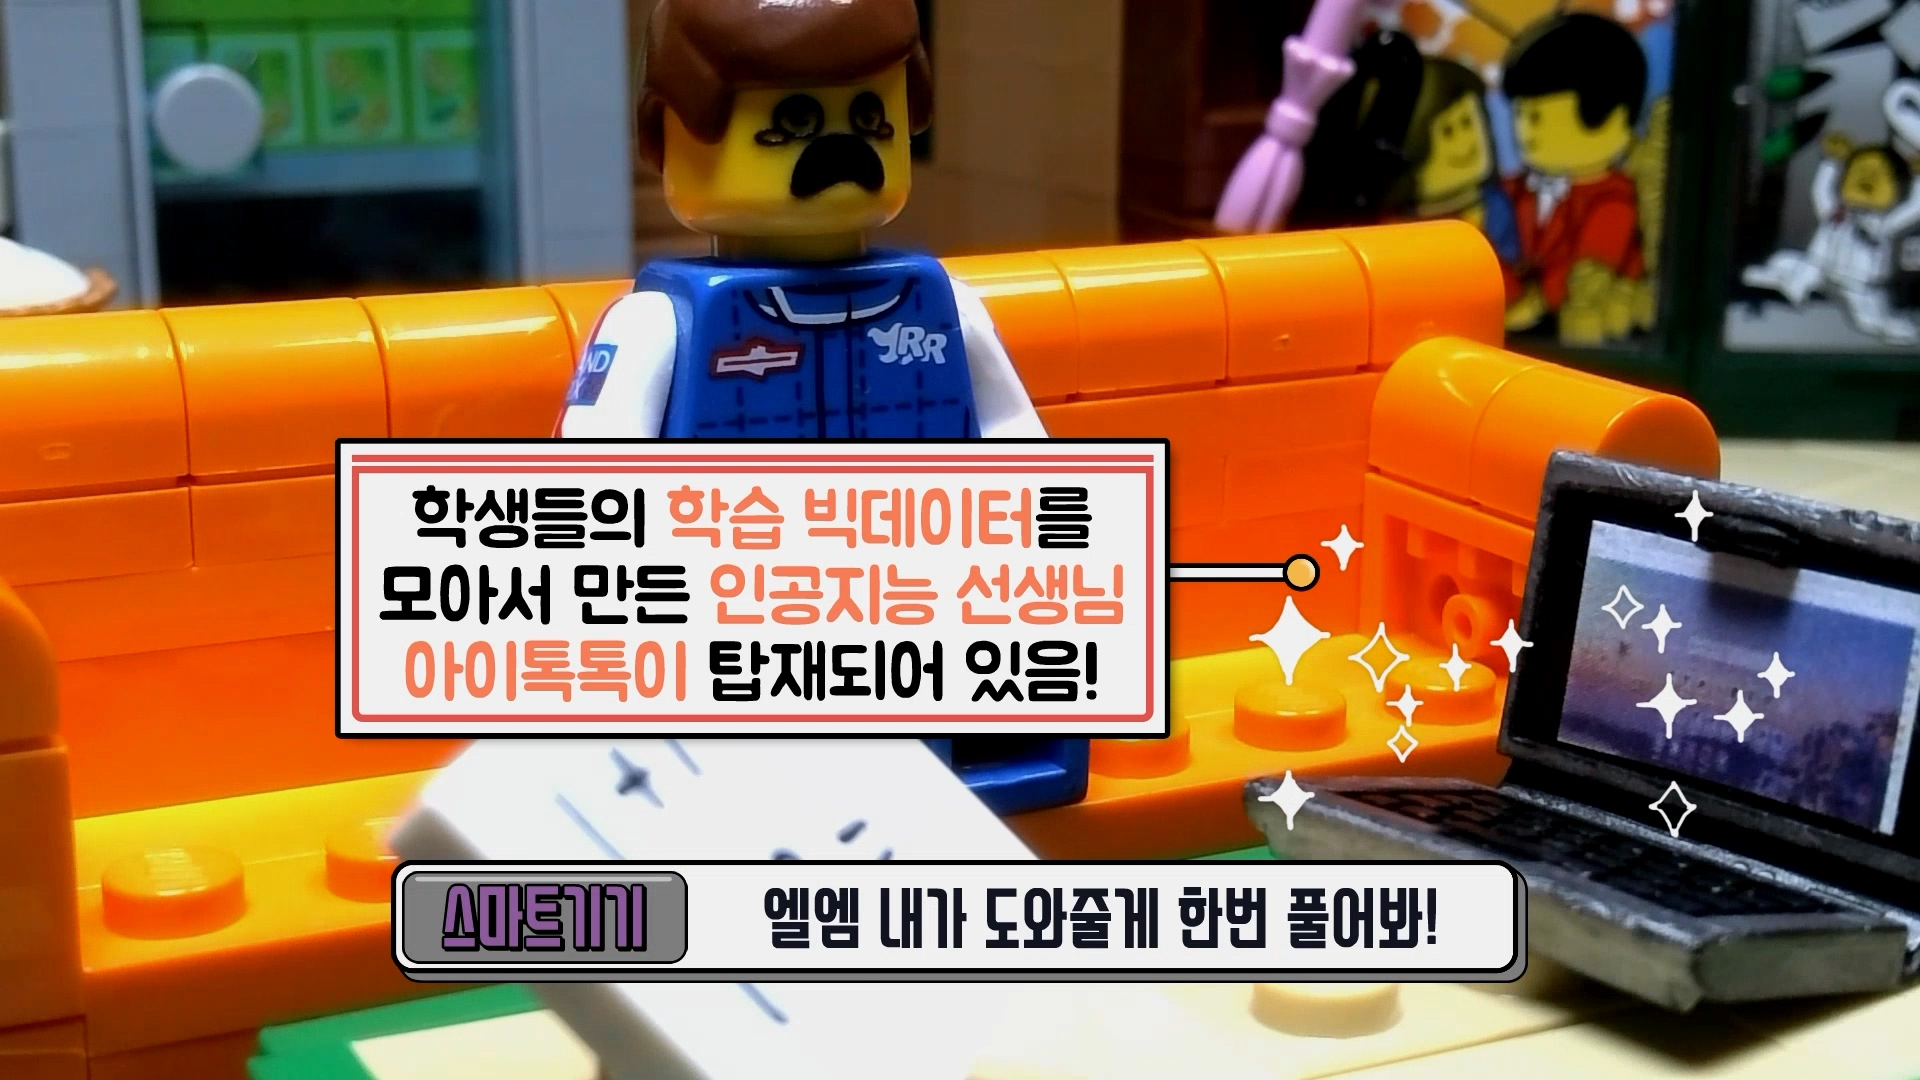 YRR
학생들의 학습 빅데이터를
모아서 만든 인공지능 선생님
아이톡톡이 탑재되어 있음!
스마트기기 엘엠 내가 도와줄게 한번 풀어봐!